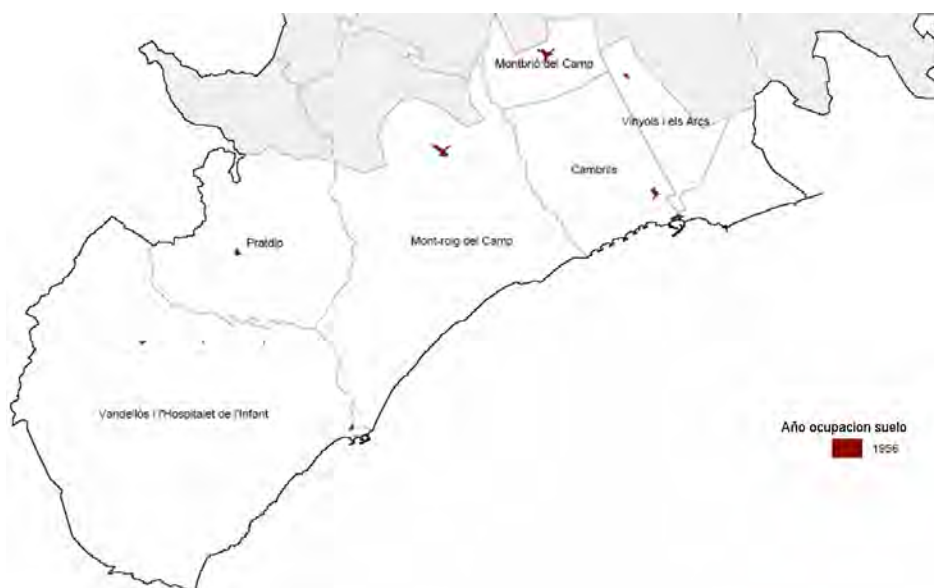 Montbrió del Camp
Vinyols i els Arcs
Cambrils
Pratdip
Mont-roig del Camp
Vandellòs i l'Hospitalet de l'Infant
Año ocupacion suelo
1956